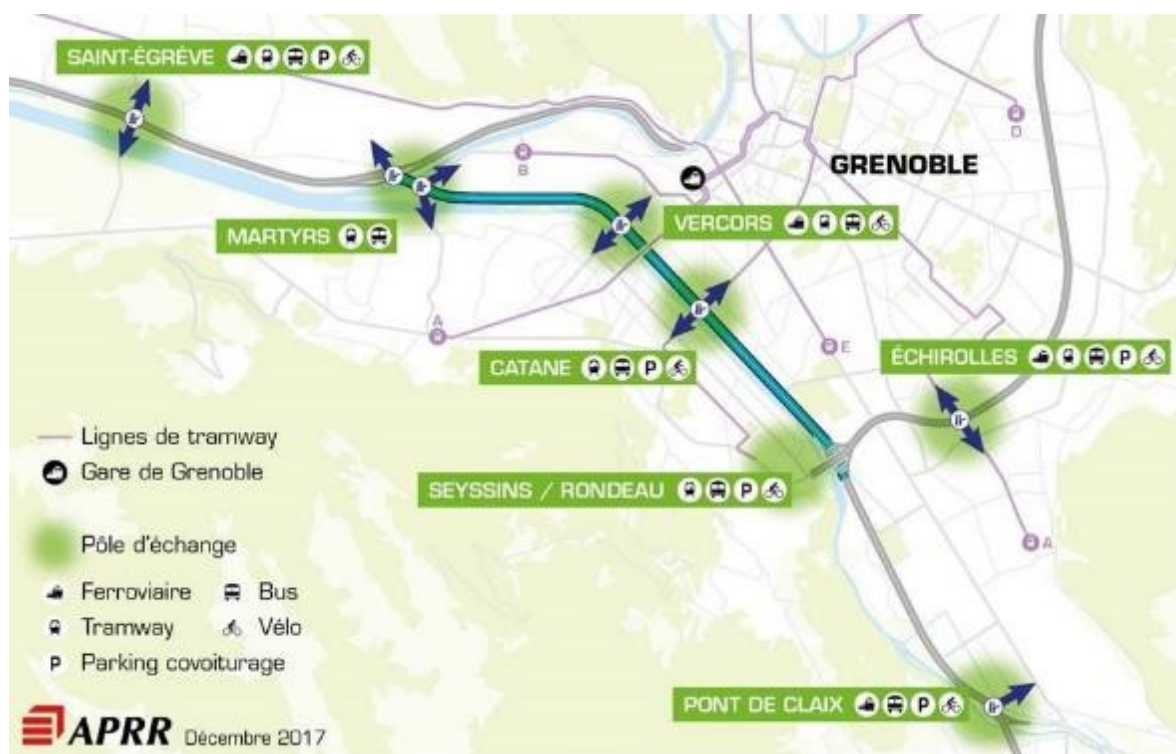 SAINT-ÉGRÈVE P
D
B
GRENOBLE
MARTYRS
VERCORS
A
E
ÉCHIROLLES P
CATANE P
Lignes de tramway
Gare de Grenoble
SEYSSINS / RONDEAU P
A
Pôle d'échange
Ferroviaire Bus
Tramway Vélo
P Parking covoiturage
PONT DE CLAIX P
APRR Décembre 2017